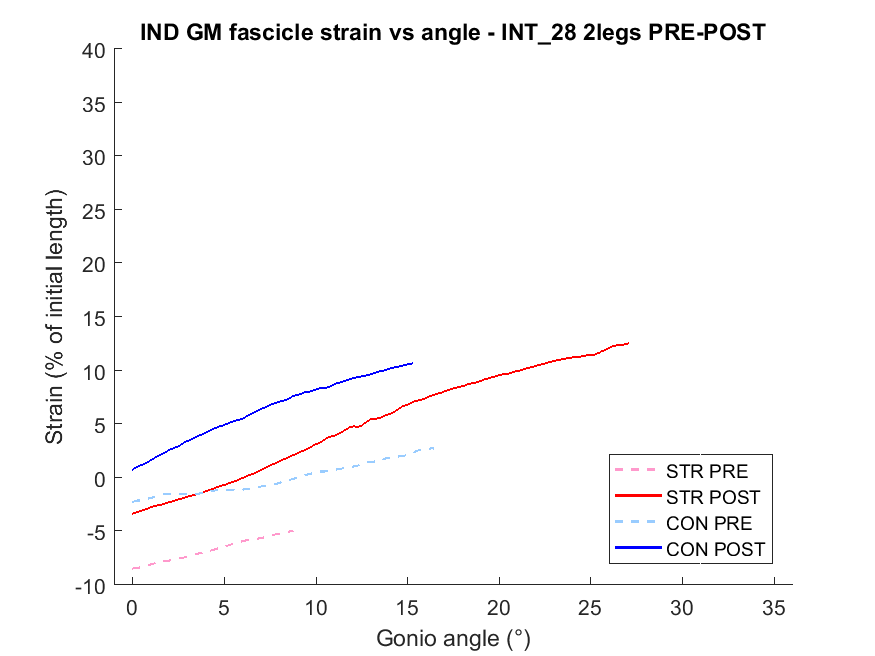 IND GM fascicle strain vs angle - INT_28 2legs PRE-POST
Strain (% of initial length)
40
35
30
25
20
15
10
5
0
-5
-10
0 5 10 15 20 25 30 35
Gonio angle (°)
STR PRE
STR POST
CON PRE
CON POST